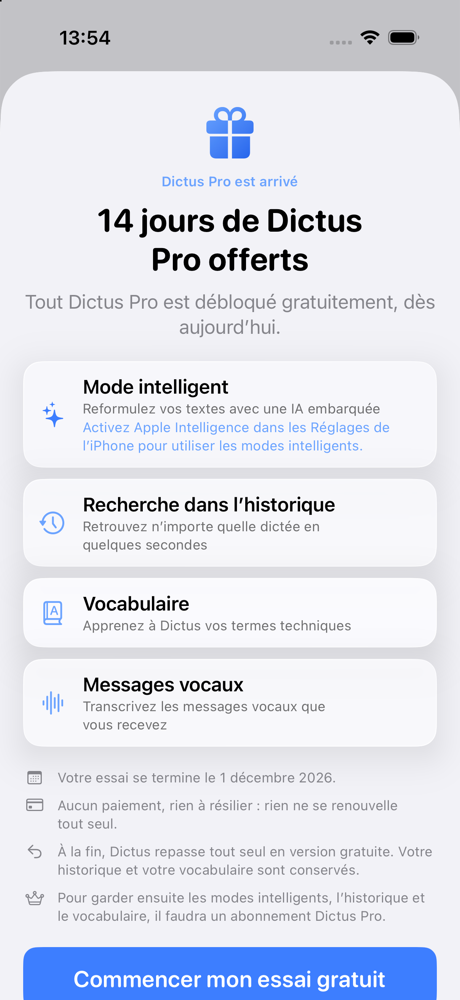 13:54
Dictus Pro est arrivé
14 jours de Dictus
Pro offerts
Tout Dictus Pro est débloqué gratuitement, dès
aujourd’hui.
Mode intelligent
Reformulez vos textes avec une IA embarquée
Activez Apple Intelligence dans les Réglages de
l’iPhone pour utiliser les modes intelligents.
Recherche dans l’historique
Retrouvez n’importe quelle dictée en
quelques secondes
A
Vocabulaire
Apprenez à Dictus vos termes techniques
Messages vocaux
Transcrivez les messages vocaux que
vous recevez
Votre essai se termine le 1 décembre 2026.
Aucun paiement, rien à résilier : rien ne se renouvelle
tout seul.
À la fin, Dictus repasse tout seul en version gratuite. Votre
historique et votre vocabulaire sont conservés.
Pour garder ensuite les modes intelligents, l’historique et
le vocabulaire, il faudra un abonnement Dictus Pro.
Commencer mon essai gratuit